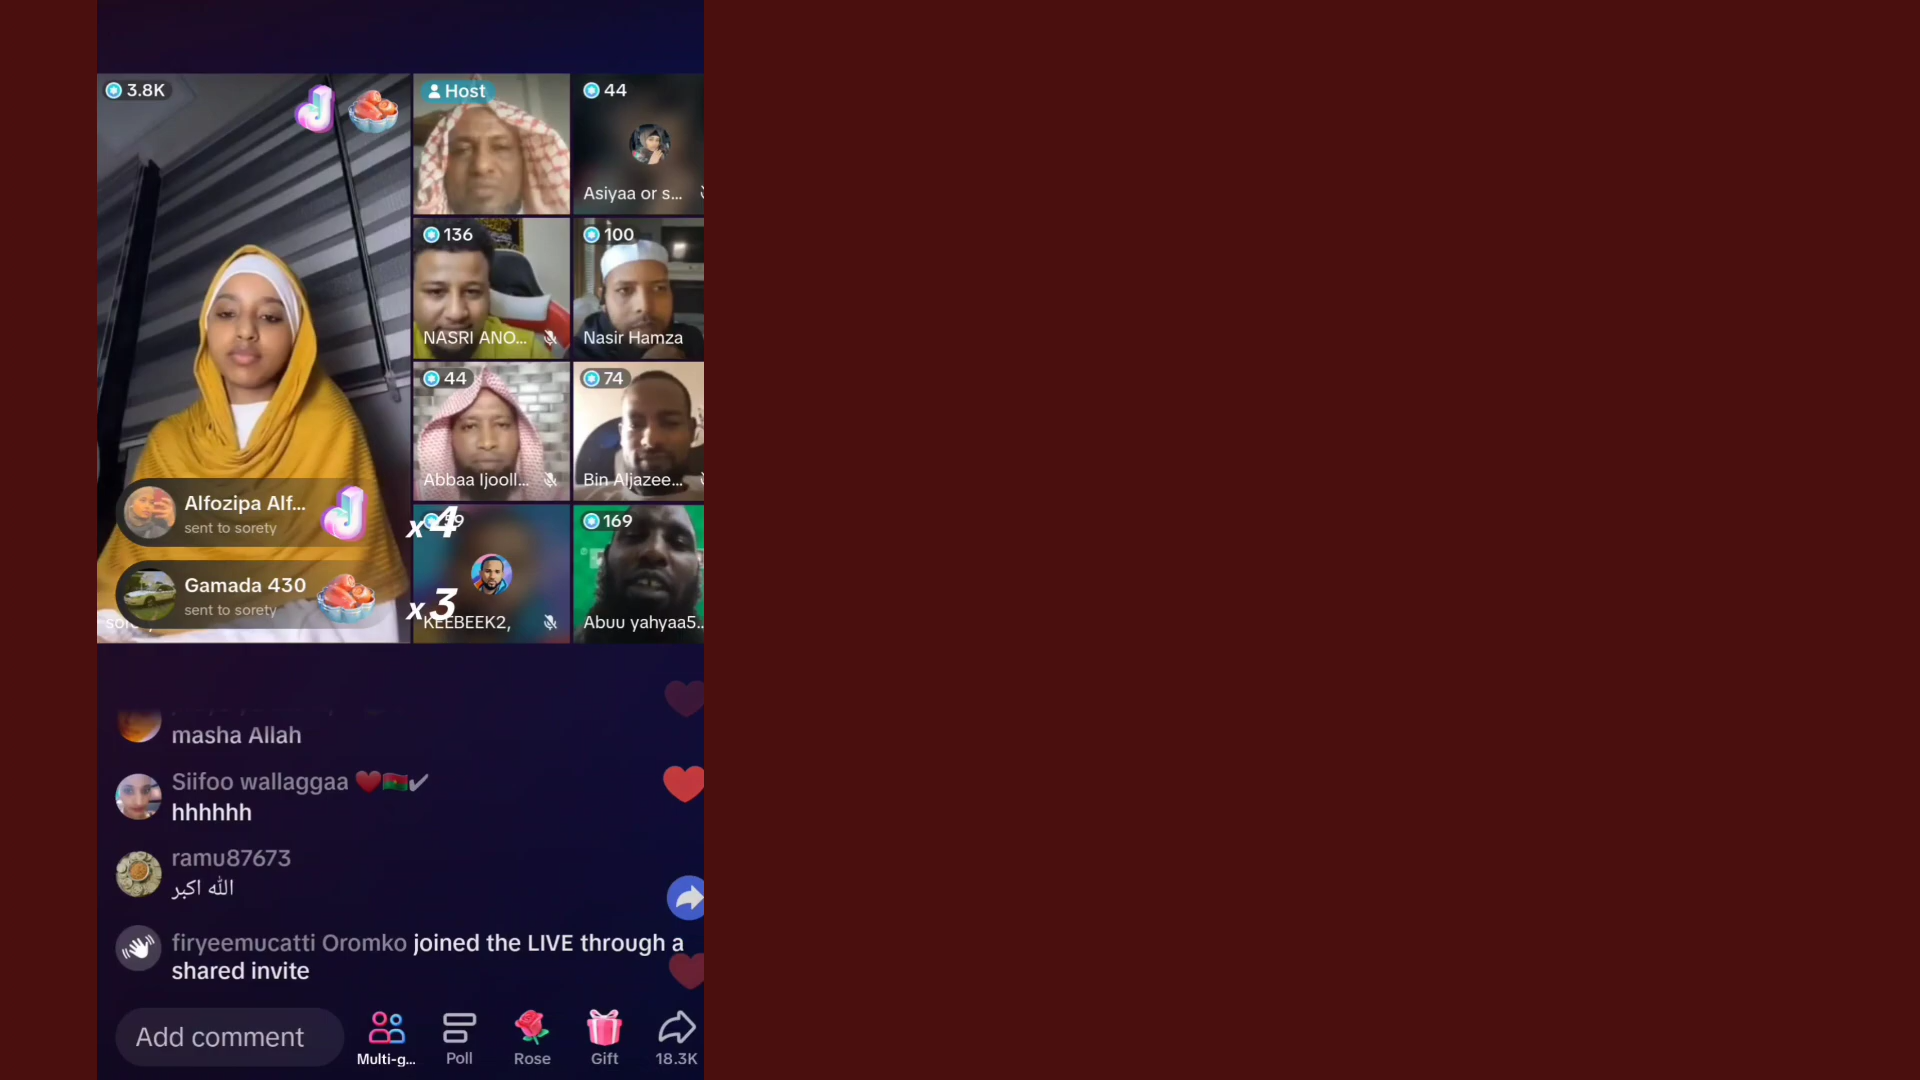 3.8K
Host
44
Asiyaa or s...
136
100
NASRI ANO...
Nasir Hamza
44
74
Abbaa Ijooll...
Bin Aljazee...
Alfozipa Alf...
sent to sorety
x4
169
Gamada 430
sent to sorety
x3
KEEBEEK2,
Abuu yahyaa5..
masha Allah
Siifoo wallaggaa ❤️🇧🇫✔
hhhhhh
ramu87673
الله اكبر
firyeemucatti Oromko joined the LIVE through a
shared invite
Add comment
Multi-g...
Poll
Rose
Gift
18.3K